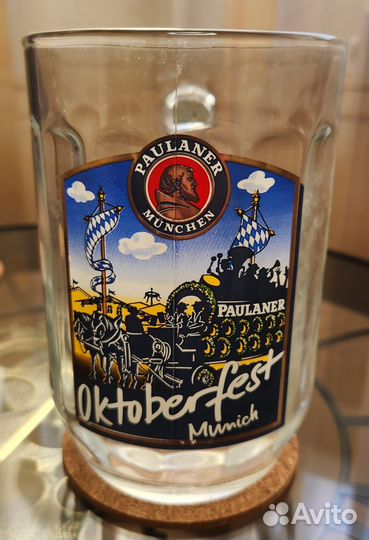 PAULANER
MÜNCHEN
PAULANER
Oktoberfest
Munich
Avito